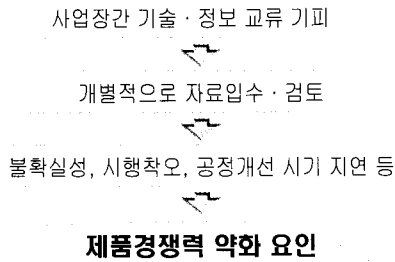 사업장간 기술 · 정보 교류 기피
개별적으로 자료입수 · 검토
불확실성, 시행착오, 공정개선 시기 지연 등
제품경쟁력 약화 요인